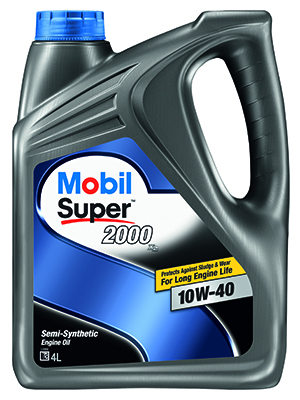 Mobil
Super™
2000
Protects Against Sludge & Wear
For Long Engine Life
10W-40
Semi-Synthetic
Engine Oil
4L